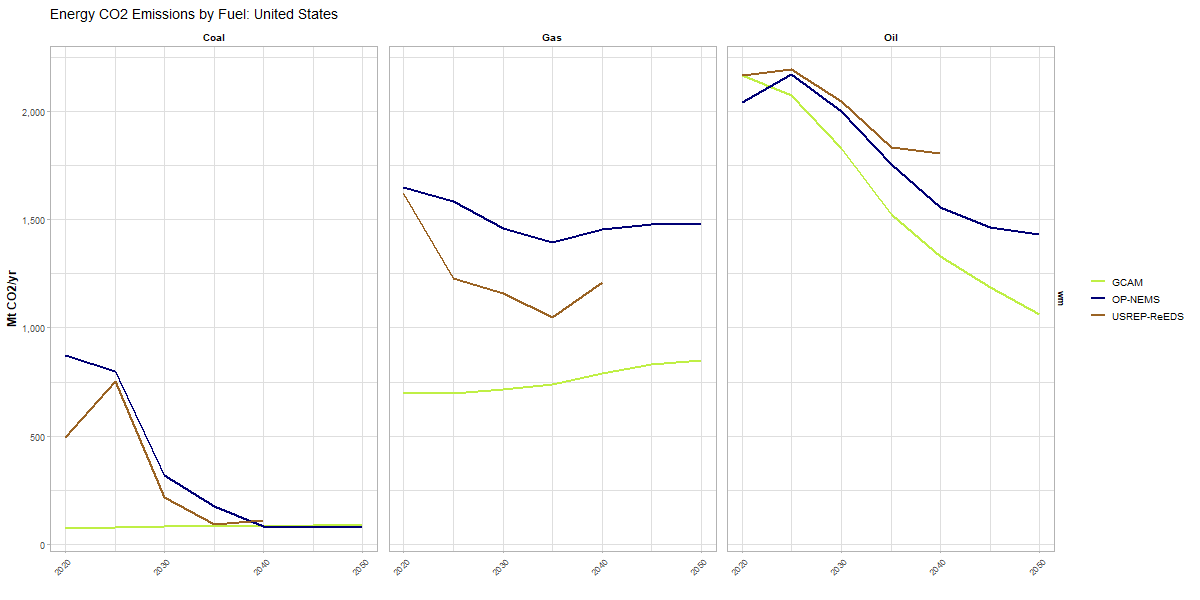 Energy CO2 Emissions by Fuel: United States
Coal
Gas
Oil
Mt CO2/yr
2,000
1,500
1,000
500
0
2020
2030
2040
2050
2020
2030
2040
2050
2020
2030
2040
2050
wm
GCAM
OP-NEMS
USREP-ReEDS